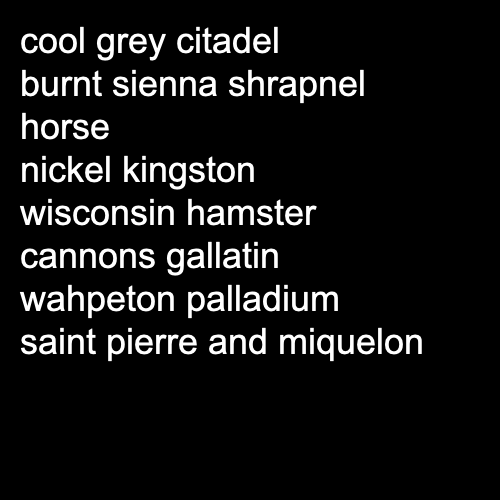 cool grey citadel
burnt sienna shrapnel
horse
nickel kingston
wisconsin hamster
cannons gallatin
wahpeton palladium
saint pierre and miquelon